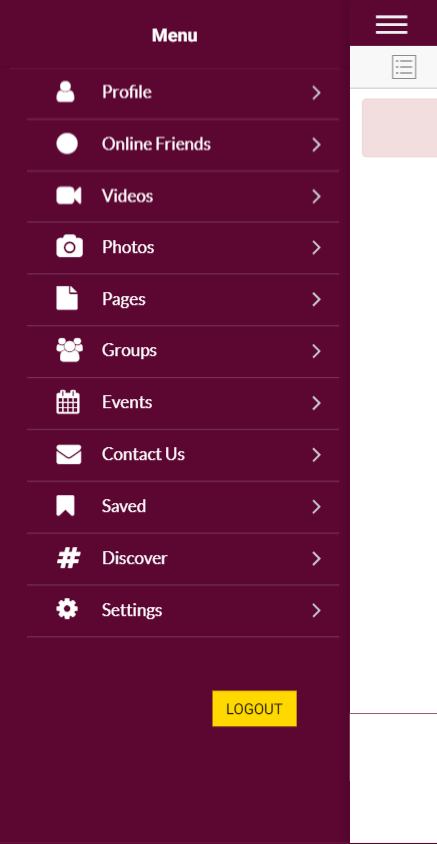 Menu
Profile
Online Friends
Videos
Photos
Pages
Groups
Events
Contact Us
Saved
Discover
Settings
LOGOUT